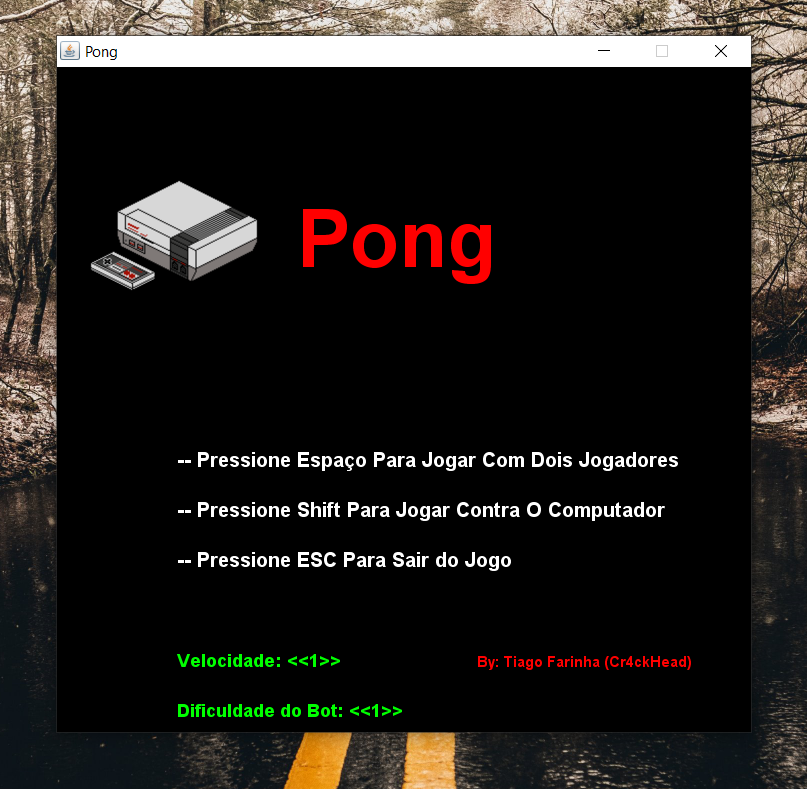 Pong
Pong
-- Pressione Espaço Para Jogar Com Dois Jogadores
-- Pressione Shift Para Jogar Contra O Computador
-- Pressione ESC Para Sair do Jogo
Velocidade: <<1>>
By: Tiago Farinha (Cr4ckHead)
Dificuldade do Bot: <<1>>